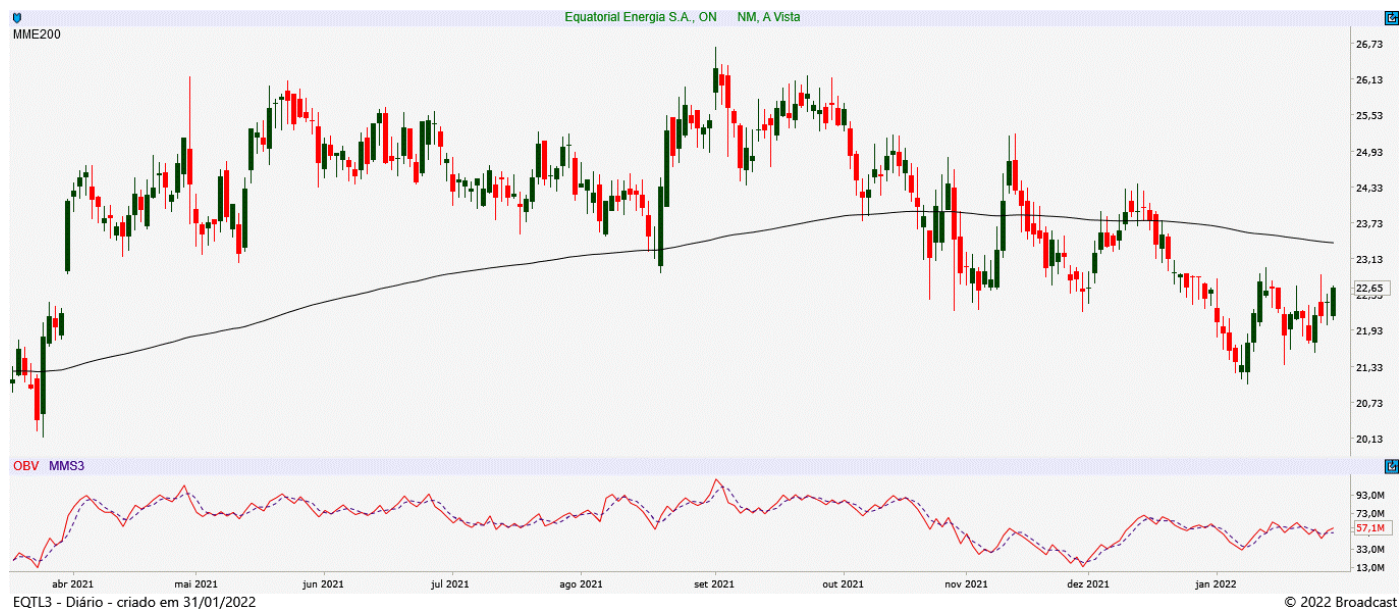 Equatorial Energia S.A., ON NM, A Vista
MME200
26,73
26,13
25,53
24,93
24,33
23,73
23,13
22,65
21,93
21,33
20,73
20,13
OBV MMS3
93,0M
73,0M
57,1M
33,0M
13,0M
abr 2021 mai 2021 jun 2021 jul 2021 ago 2021 set 2021 out 2021 nov 2021 dez 2021 jan 2022
EQTL3 - Diário - criado em 31/01/2022 © 2022 Broadcast